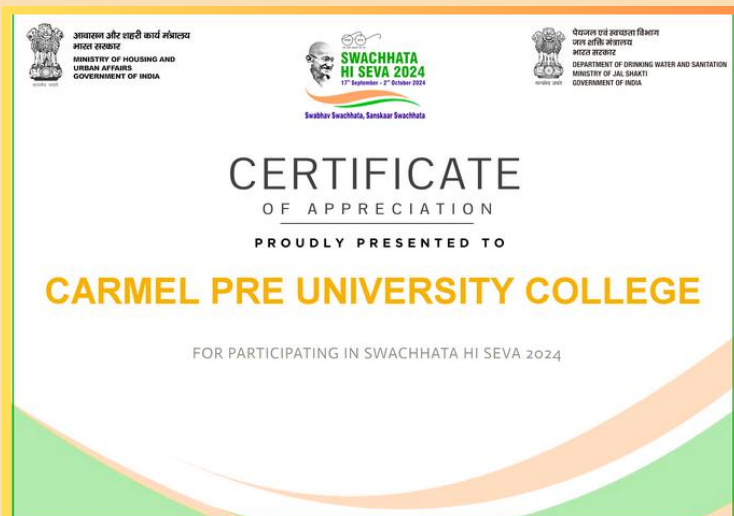 आवासन और शहरी कार्य मंत्रालय
भारत सरकार
MINISTRY OF HOUSING AND
URBAN AFFAIRS
GOVERNMENT OF INDIA
SWACHHATA
HI SEVA 2024
17th September - 2nd October 2024
Swabhav Swachhata, Sanskaar Swachhata
पेयजल एवं स्वच्छता विभाग
जल शक्ति मंत्रालय
भारत सरकार
DEPARTMENT OF DRINKING WATER AND SANITATION
MINISTRY OF JAL SHAKTI
GOVERNMENT OF INDIA
CERTIFICATE
OF APPRECIATION
PROUDLY PRESENTED TO
CARMEL PRE UNIVERSITY COLLEGE
FOR PARTICIPATING IN SWACHHATA HI SEVA 2024